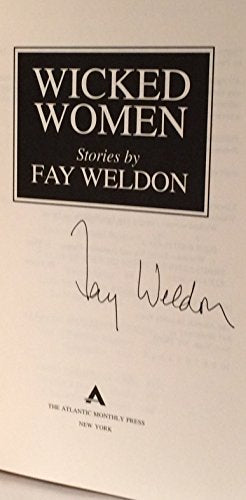 WICKED
WOMEN
Stories by
FAY WELDON
Fay Weldon
THE ATLANTIC MONTHLY PRESS
NEW YORK